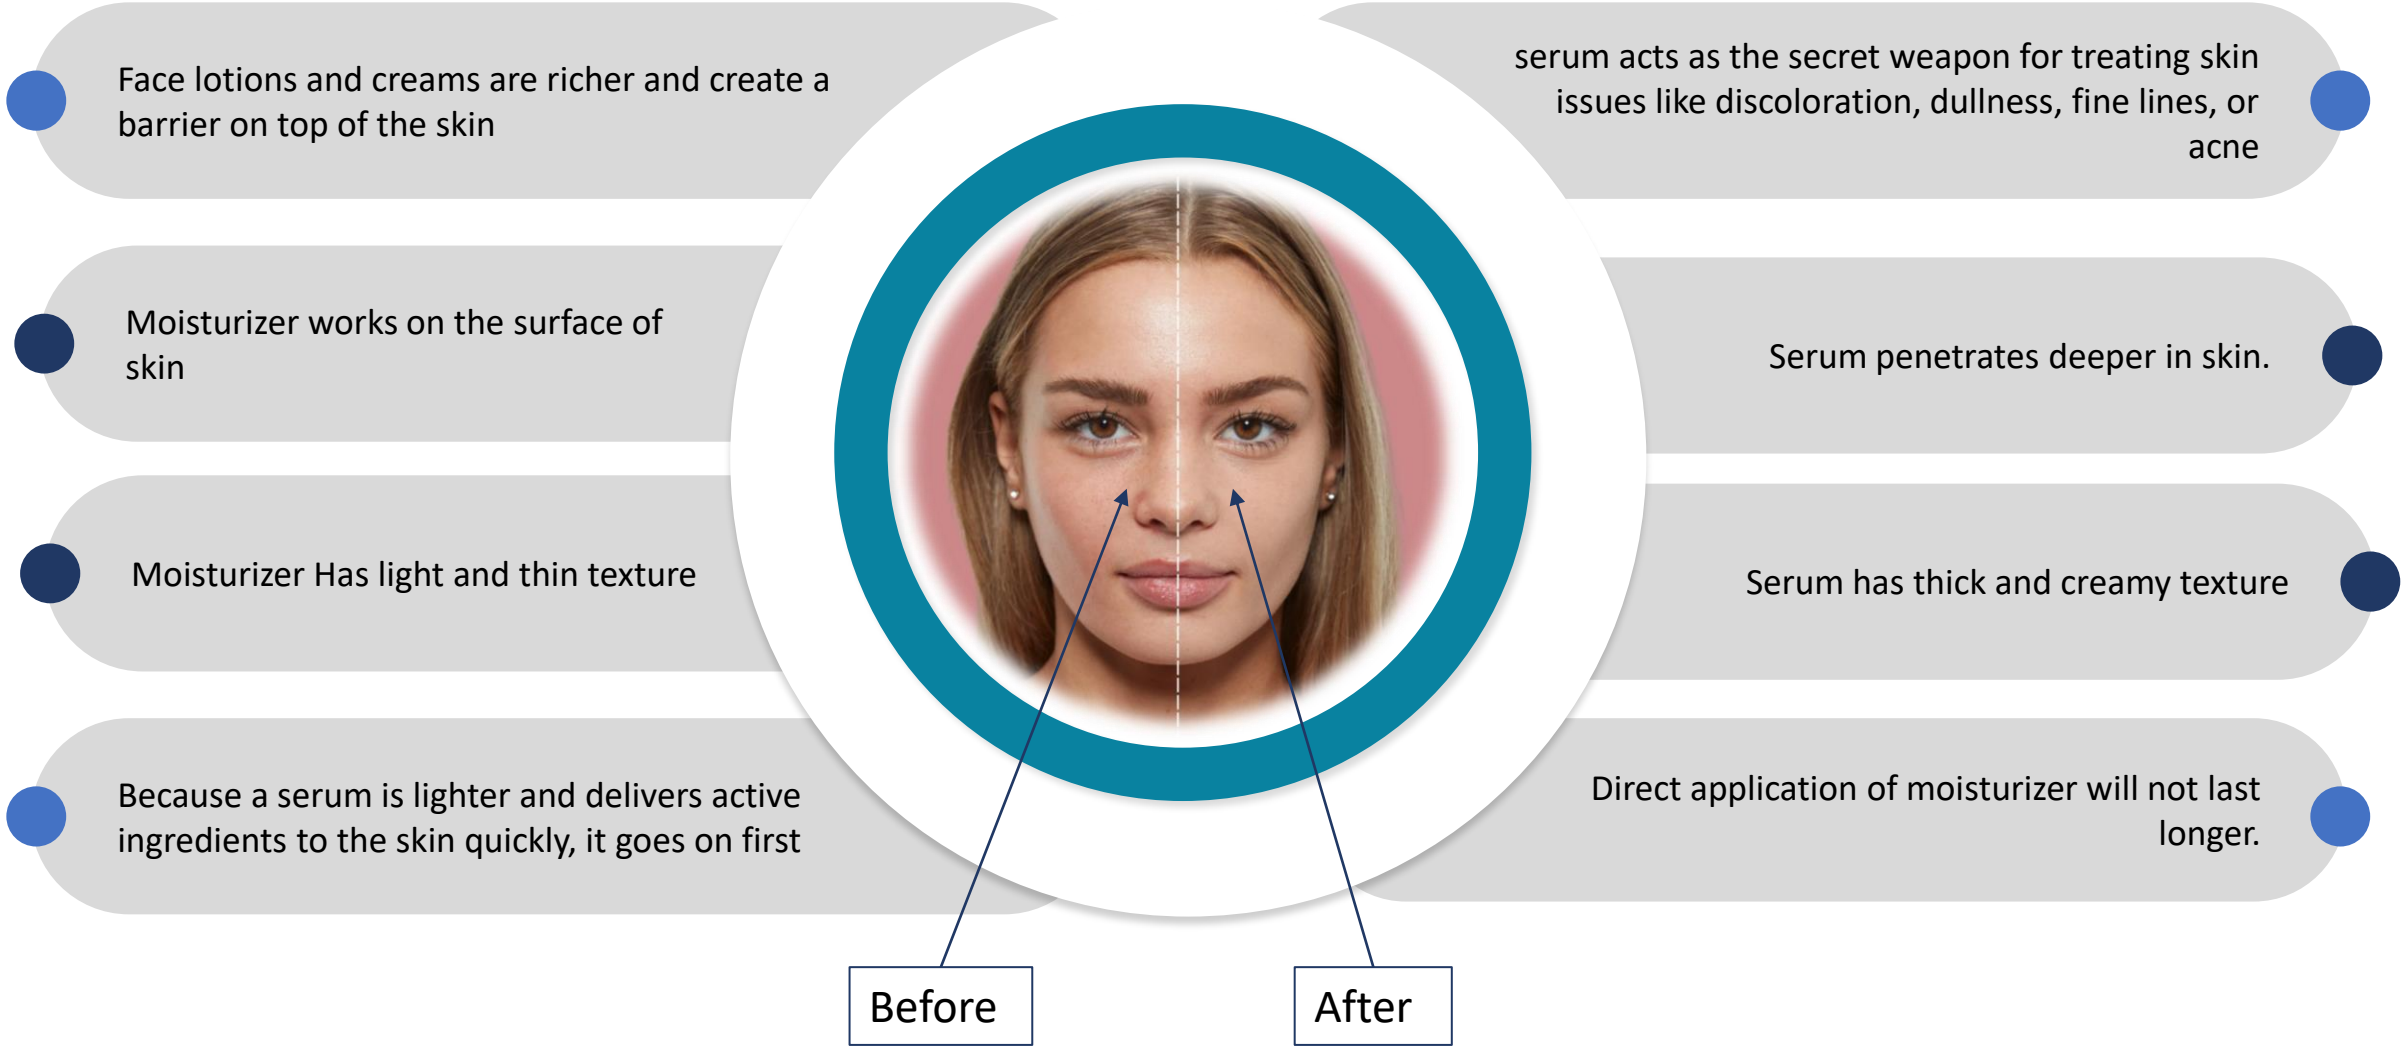 Face lotions and creams are richer and create a
barrier on top of the skin
Moisturizer works on the surface of
skin
Moisturizer Has light and thin texture
Because a serum is lighter and delivers active
ingredients to the skin quickly, it goes on first
serum acts as the secret weapon for treating skin
issues like discoloration, dullness, fine lines, or
acne
Serum penetrates deeper in skin.
Serum has thick and creamy texture
Direct application of moisturizer will not last
longer.
Before
After